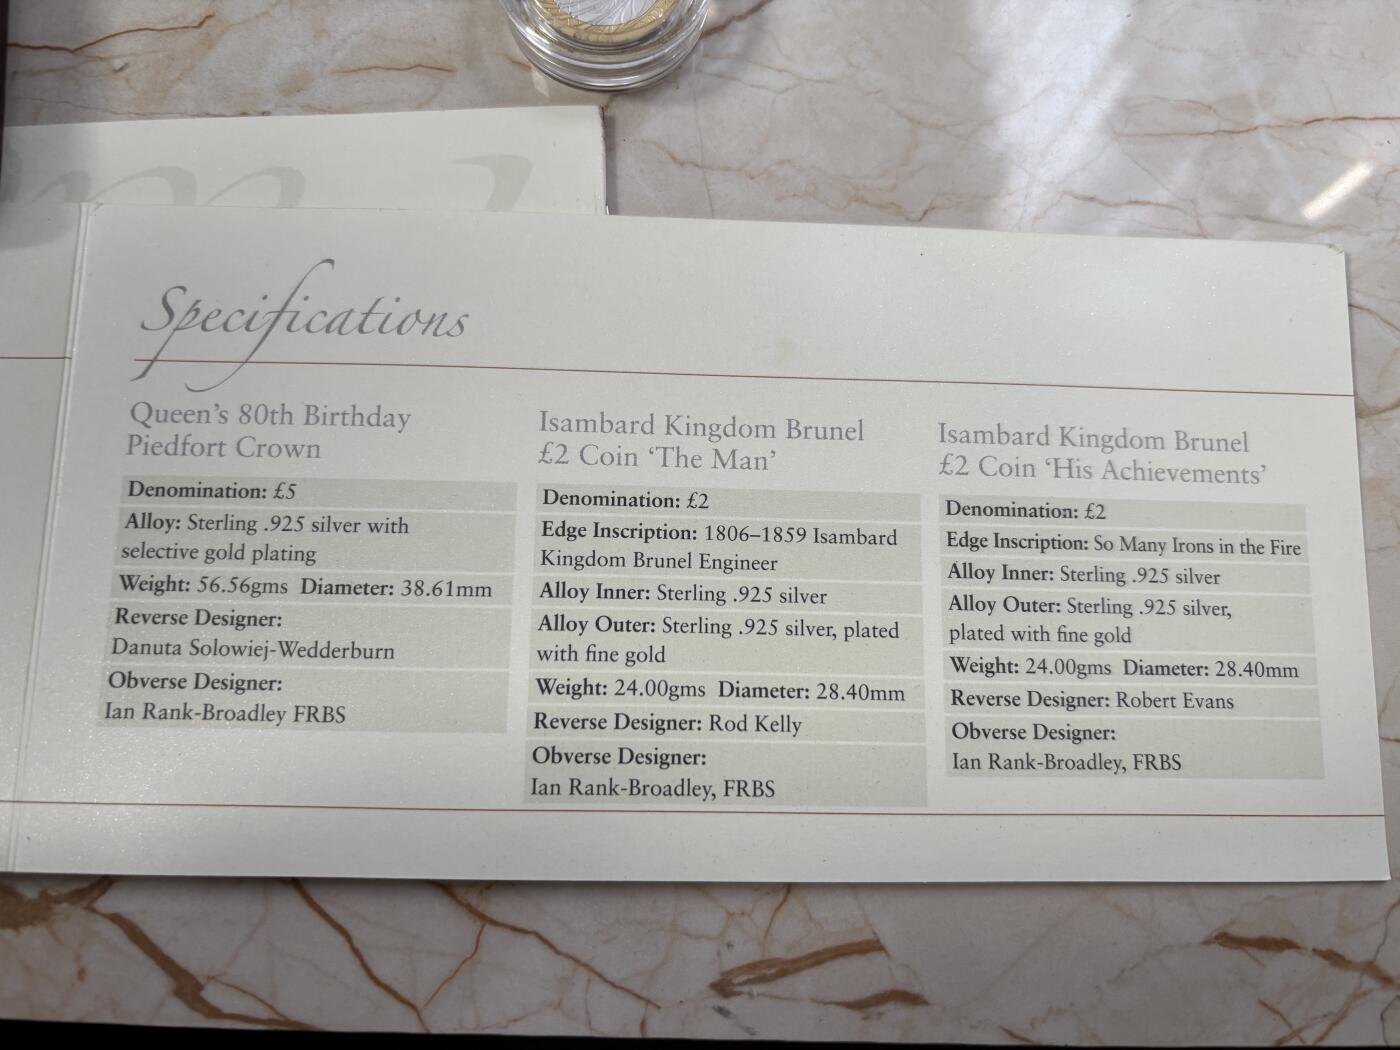 Specifications
Queen's 80th Birthday
Piedfort Crown
Denomination: £5
Alloy: Sterling .925 silver with
selective gold plating
Weight: 56.56gms Diameter: 38.61mm
Reverse Designer:
Danuta Solowiej-Wedderburn
Obverse Designer:
Ian Rank-Broadley FRBS
Isambard Kingdom Brunel
£2 Coin 'The Man'
Denomination: £2
Edge Inscription: 1806–1859 Isambard
Kingdom Brunel Engineer
Alloy Inner: Sterling .925 silver
Alloy Outer: Sterling .925 silver, plated
with fine gold
Weight: 24.00gms Diameter: 28.40mm
Reverse Designer: Rod Kelly
Obverse Designer:
Ian Rank-Broadley, FRBS
Isambard Kingdom Brunel
£2 Coin 'His Achievements'
Denomination: £2
Edge Inscription: So Many Irons in the Fire
Alloy Inner: Sterling .925 silver
Alloy Outer: Sterling .925 silver,
plated with fine gold
Weight: 24.00gms Diameter: 28.40mm
Reverse Designer: Robert Evans
Obverse Designer:
Ian Rank-Broadley, FRBS